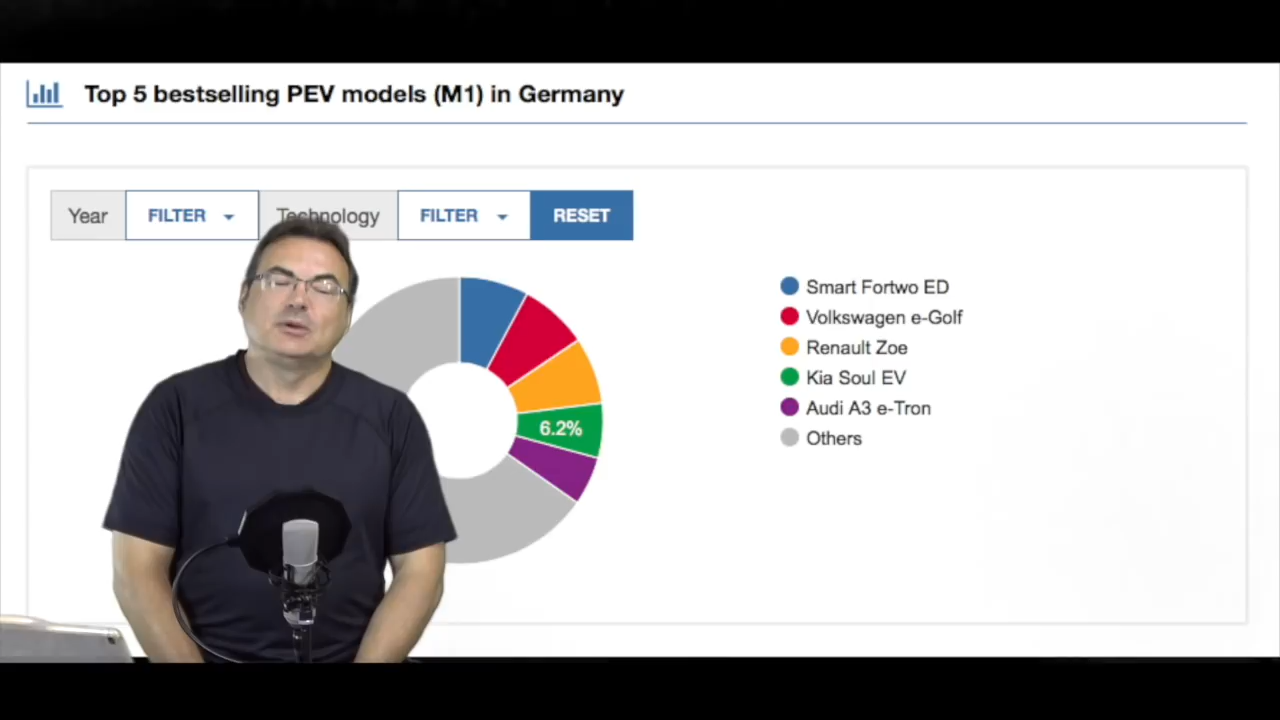 Top 5 bestselling PEV models (M1) in Germany
Year FILTER Technology FILTER RESET
Smart Fortwo ED
Volkswagen e-Golf
Renault Zoe
Kia Soul EV
Audi A3 e-Tron
Others
6.2%